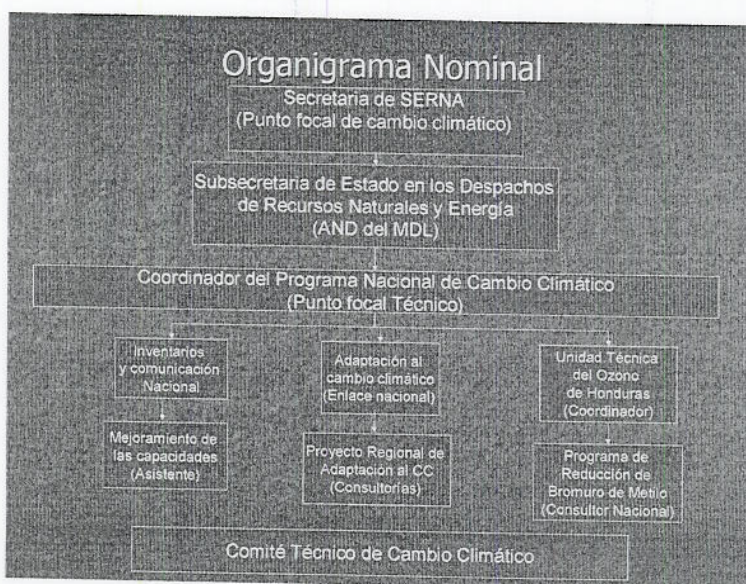 Organigrama Nominal
Secretaria de SERNA
(Punto focal de cambio climático)
Subsecretaria de Estado en los Despachos
de Recursos Naturales y Energía
(AND del MDL)
Coordinador del Programa Nacional de Cambio Climático
(Punto focal Técnico)
Inventarios
y comunicación
Nacional
Adaptación al
cambio climático
(Enlace nacional)
Unidad Técnica
del Ozono
de Honduras
(Coordinador)
Mejoramiento de
las capacidades
(Asistente)
Proyecto Regional de
Adaptación al CC
(Consultorías)
Programa de
Reducción de
Bromuro de Metilo
(Consultor Nacional)
Comité Técnico de Cambio Climático